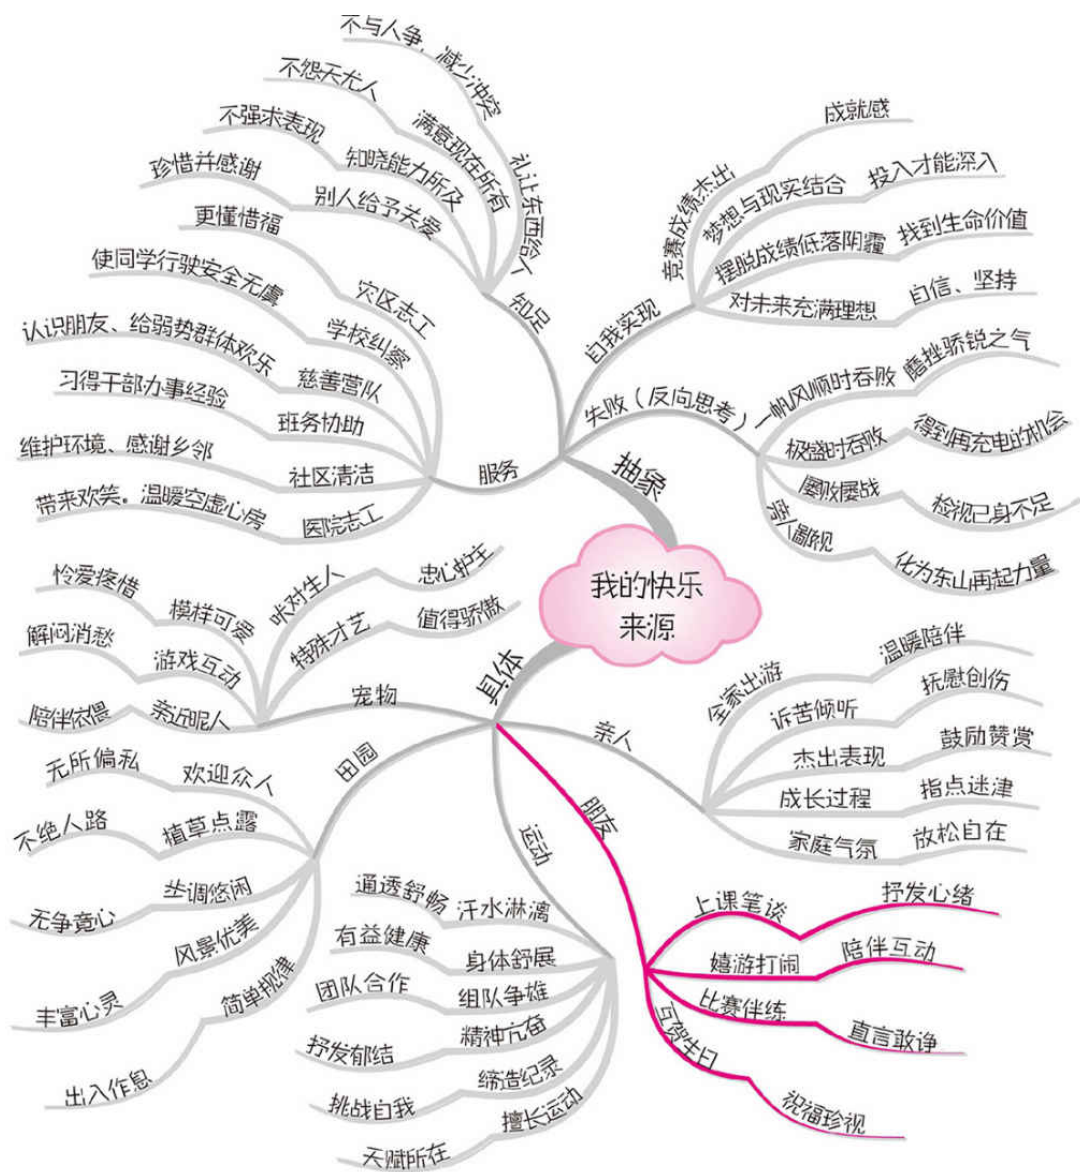 我的快乐
来源
抽象
知足
礼让东西给人
不与人争，减少冲突
满意现在所有
不怨天尤人
知晓能力所及
不强求表现
别人给予关爱
珍惜并感谢
服务
灾区志工
更懂惜福
学校纠察
使同学行驶安全无虞
慈善营队
认识朋友、给弱势群体欢乐
班务协助
习得干部办事经验
社区清洁
维护环境、感谢乡邻
医院志工
带来欢笑。温暖空虚心房
自我实现
竞赛成绩杰出
成就感
梦想与现实结合
投入才能深入
摆脱成绩低落阴霾
找到生命价值
对未来充满理想
自信、坚持
失败（反向思考）
一帆风顺时吞败
磨挫骄锐之气
极盛时吞败
得到再充电的机会
屡败屡战
检视己身不足
旁人鄙视
化为东山再起力量
具体
宠物
模样可爱
怜爱疼惜
游戏互动
解闷消愁
亲近昵人
陪伴依偎
吠对生人
忠心护主
特殊才艺
值得骄傲
田园
欢迎众人
无所偏私
植草点露
不绝人路
步调悠闲
无争竟心
风景优美
丰富心灵
简单规律
出入作息
运动
汗水淋漓
通透舒畅
身体舒展
有益健康
组队争雄
团队合作
精神亢奋
抒发郁结
缔造纪录
挑战自我
擅长运动
天赋所在
朋友
上课笔谈
抒发心绪
嬉游打闹
陪伴互动
比赛伴练
直言敢诤
互贺生日
祝福珍视
亲人
全家出游
温暖陪伴
诉苦倾听
抚慰创伤
杰出表现
鼓励赞赏
成长过程
指点迷津
家庭气氛
放松自在